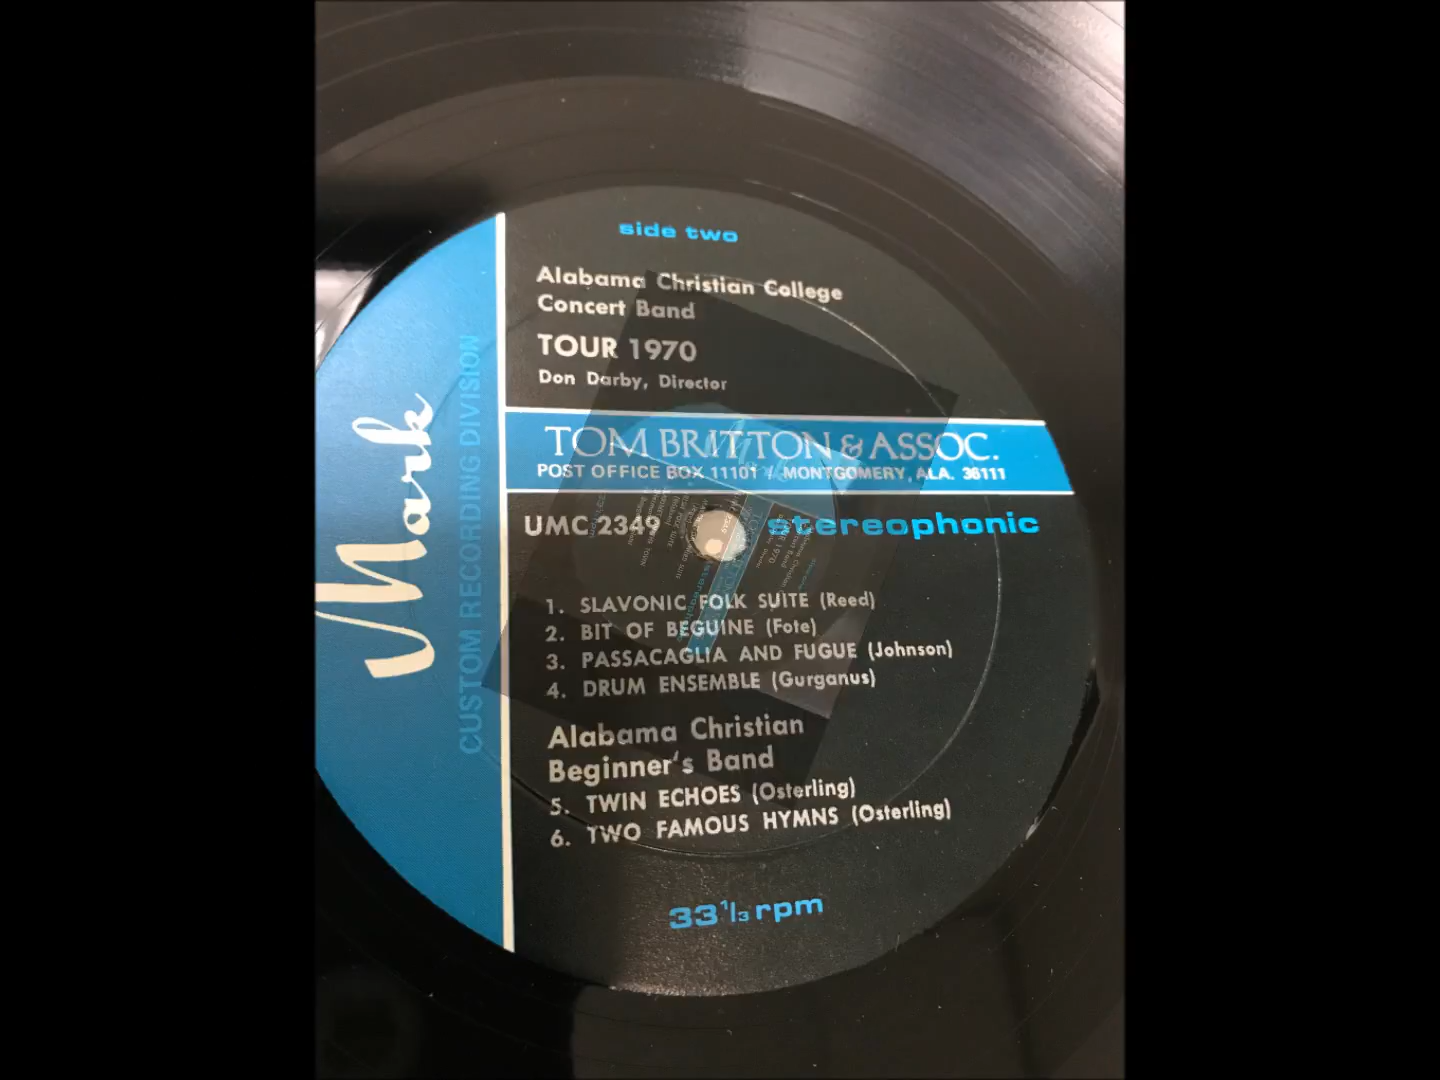 side two
Alabama Christian College
Concert Band
TOUR 1970
Don Darby, Director
TOM BRITTON & ASSOC.
POST OFFICE BOX 11101 / MONTGOMERY, ALA. 36111
UMC 2349
stereophonic
1. SLAVONIC FOLK SUITE (Reed)
2. BIT OF BEGUINE (Fote)
3. PASSACAGLIA AND FUGUE (Johnson)
4. DRUM ENSEMBLE (Gurganus)
Alabama Christian
Beginner's Band
5. TWIN ECHOES (Osterling)
6. TWO FAMOUS HYMNS (Osterling)
33 1/3 rpm
Mark
CUSTOM RECORDING DIVISION